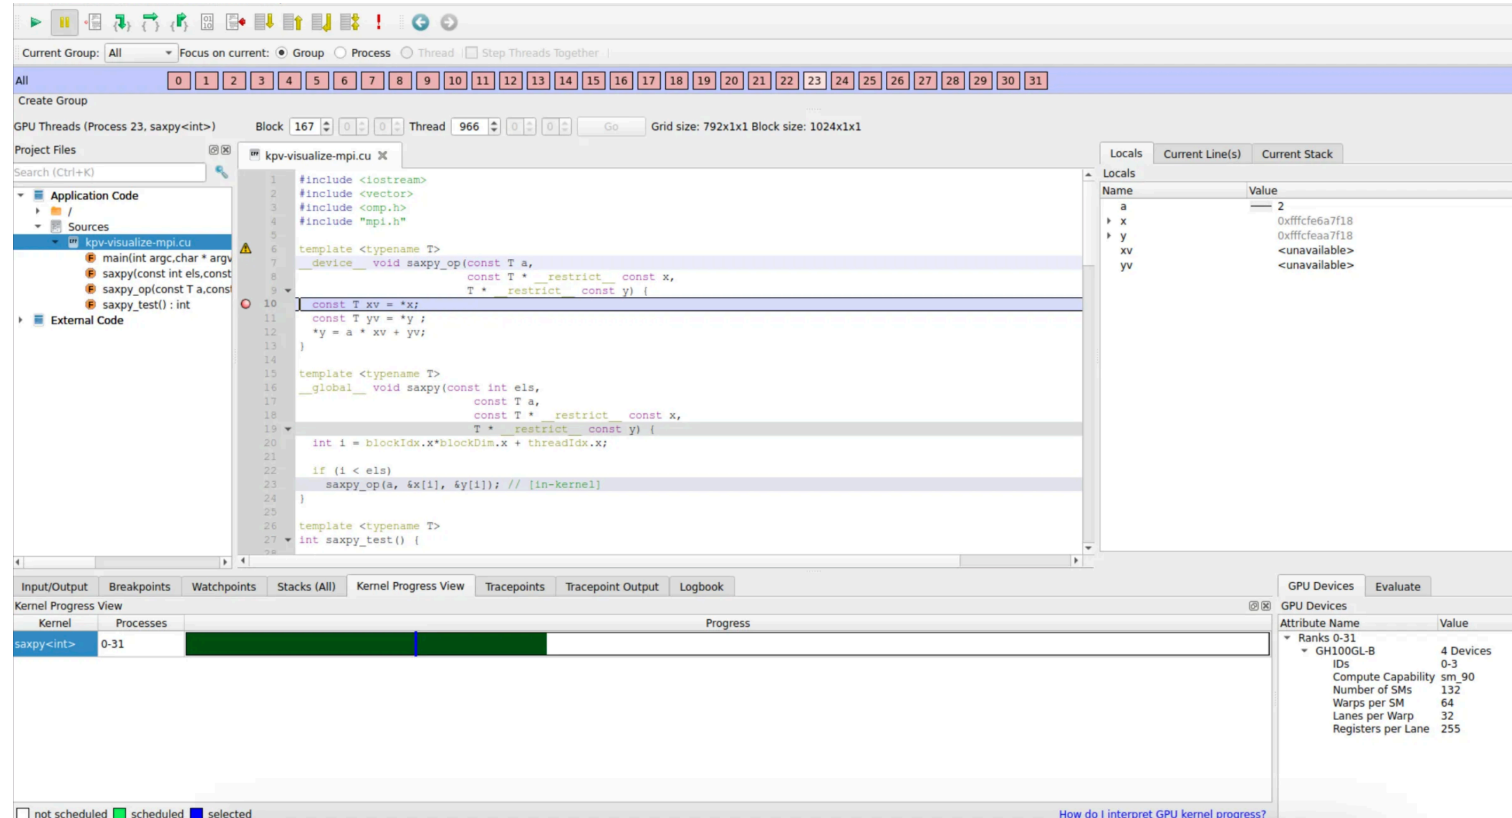 Current Group: All Focus on current: Group Process Thread Step Threads Together
All 0 1 2 3 4 5 6 7 8 9 10 11 12 13 14 15 16 17 18 19 20 21 22 23 24 25 26 27 28 29 30 31
Create Group
GPU Threads (Process 23, saxpy<int>) Block 167 0 0 Thread 966 0 0 Go Grid size: 792x1x1 Block size: 1024x1x1
Project Files
Search (Ctrl+K)
Application Code
/
Sources
kpv-visualize-mpi.cu
main(int argc,char * argv
saxpy(const int els,const
saxpy_op(const T a,const
saxpy_test() : int
External Code
kpv-visualize-mpi.cu
1 #include <iostream>
2 #include <vector>
3 #include <omp.h>
4 #include "mpi.h"
5
6 template <typename T>
7 __device__ void saxpy_op(const T a,
8 const T * __restrict__ const x,
9 T * __restrict__ const y) {
10 const T xv = *x;
11 const T yv = *y ;
12 *y = a * xv + yv;
13 }
14
15 template <typename T>
16 __global__ void saxpy(const int els,
17 const T a,
18 const T * __restrict__ const x,
19 T * __restrict__ const y) {
20 int i = blockIdx.x*blockDim.x + threadIdx.x;
21
22 if (i < els)
23 saxpy_op(a, &x[i], &y[i]); // [in-kernel]
24 }
25
26 template <typename T>
27 int saxpy_test() {
28
Locals Current Line(s) Current Stack
Locals
Name Value
a 2
x 0xfffcfe6a7f18
y 0xfffcfeaa7f18
xv <unavailable>
yv <unavailable>
Input/Output Breakpoints Watchpoints Stacks (All) Kernel Progress View Tracepoints Tracepoint Output Logbook
Kernel Progress View
Kernel Processes Progress
saxpy<int> 0-31
not scheduled scheduled selected
How do I interpret GPU kernel progress?
GPU Devices Evaluate
GPU Devices
Attribute Name Value
Ranks 0-31
GH100GL-B 4 Devices
IDs 0-3
Compute Capability sm_90
Number of SMs 132
Warps per SM 64
Lanes per Warp 32
Registers per Lane 255